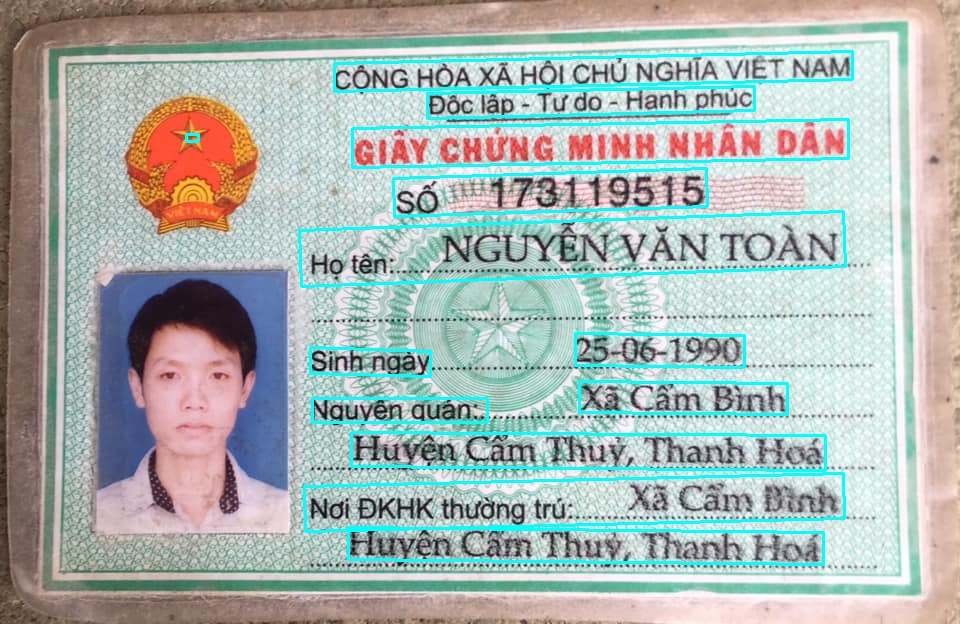 CỘNG HÒA XÃ HỘI CHỦ NGHĨA VIỆT NAM
Độc lập - Tự do - Hạnh phúc
GIẤY CHỨNG MINH NHÂN DÂN
SỐ 173119515
VIỆT NAM
Họ tên: NGUYỄN VĂN TOÀN
Sinh ngày 25-06-1990
Nguyên quán: Xã Cẩm Bình
Huyện Cẩm Thuỷ, Thanh Hoá
Nơi ĐKHK thường trú: Xã Cẩm Bình
Huyện Cẩm Thuỷ, Thanh Hoá